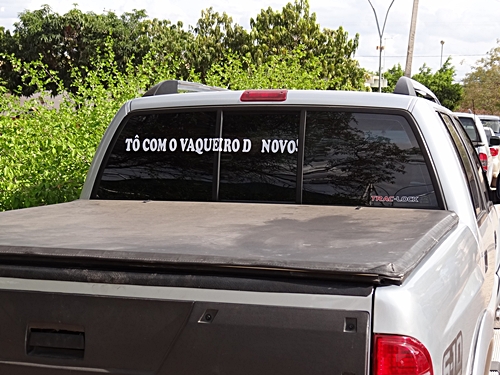 TÔ COM O VAQUEIRO D NOVO!
TRAC-LOCK